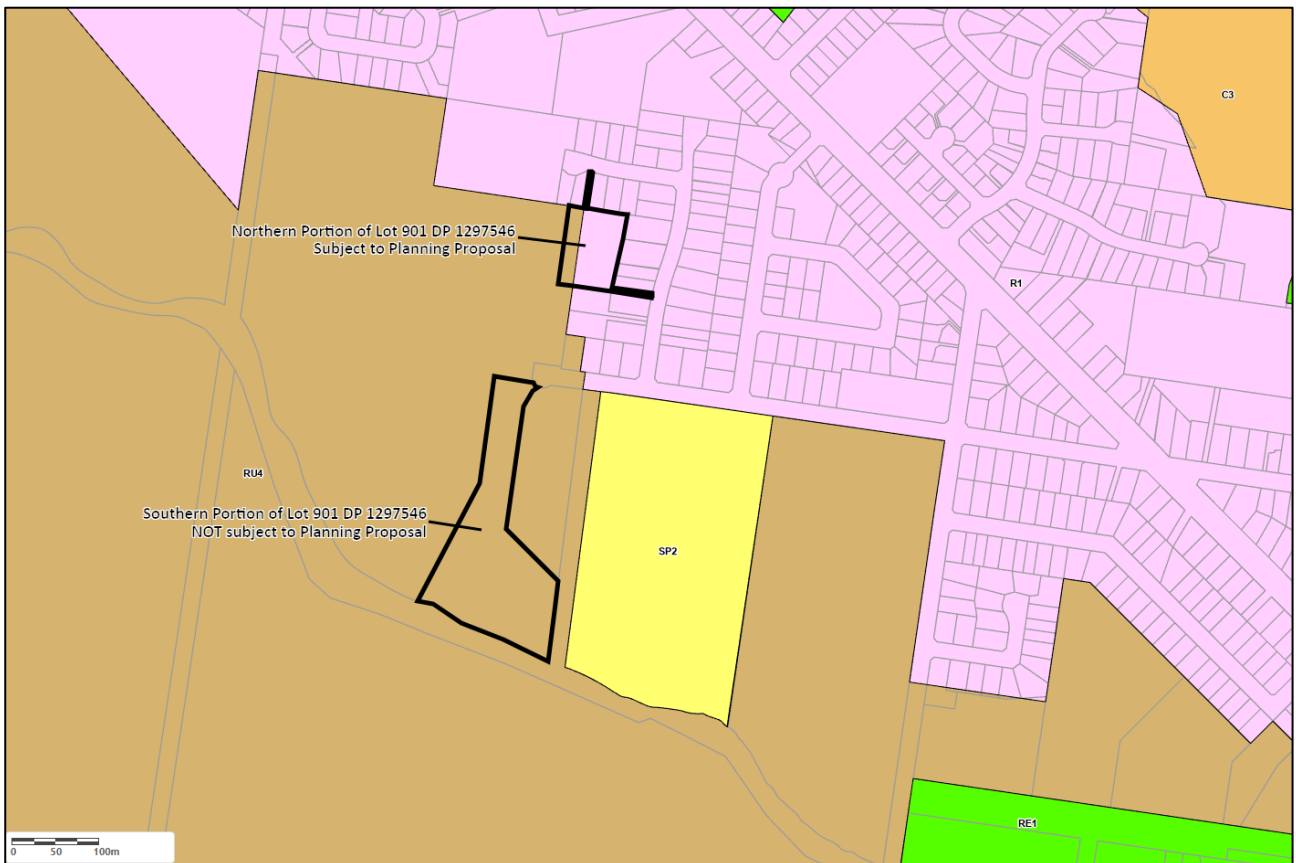 C3
Northern Portion of Lot 901 DP 1297546
Subject to Planning Proposal
R1
RU4
Southern Portion of Lot 901 DP 1297546
NOT subject to Planning Proposal
SP2
RE1
0 50 100m